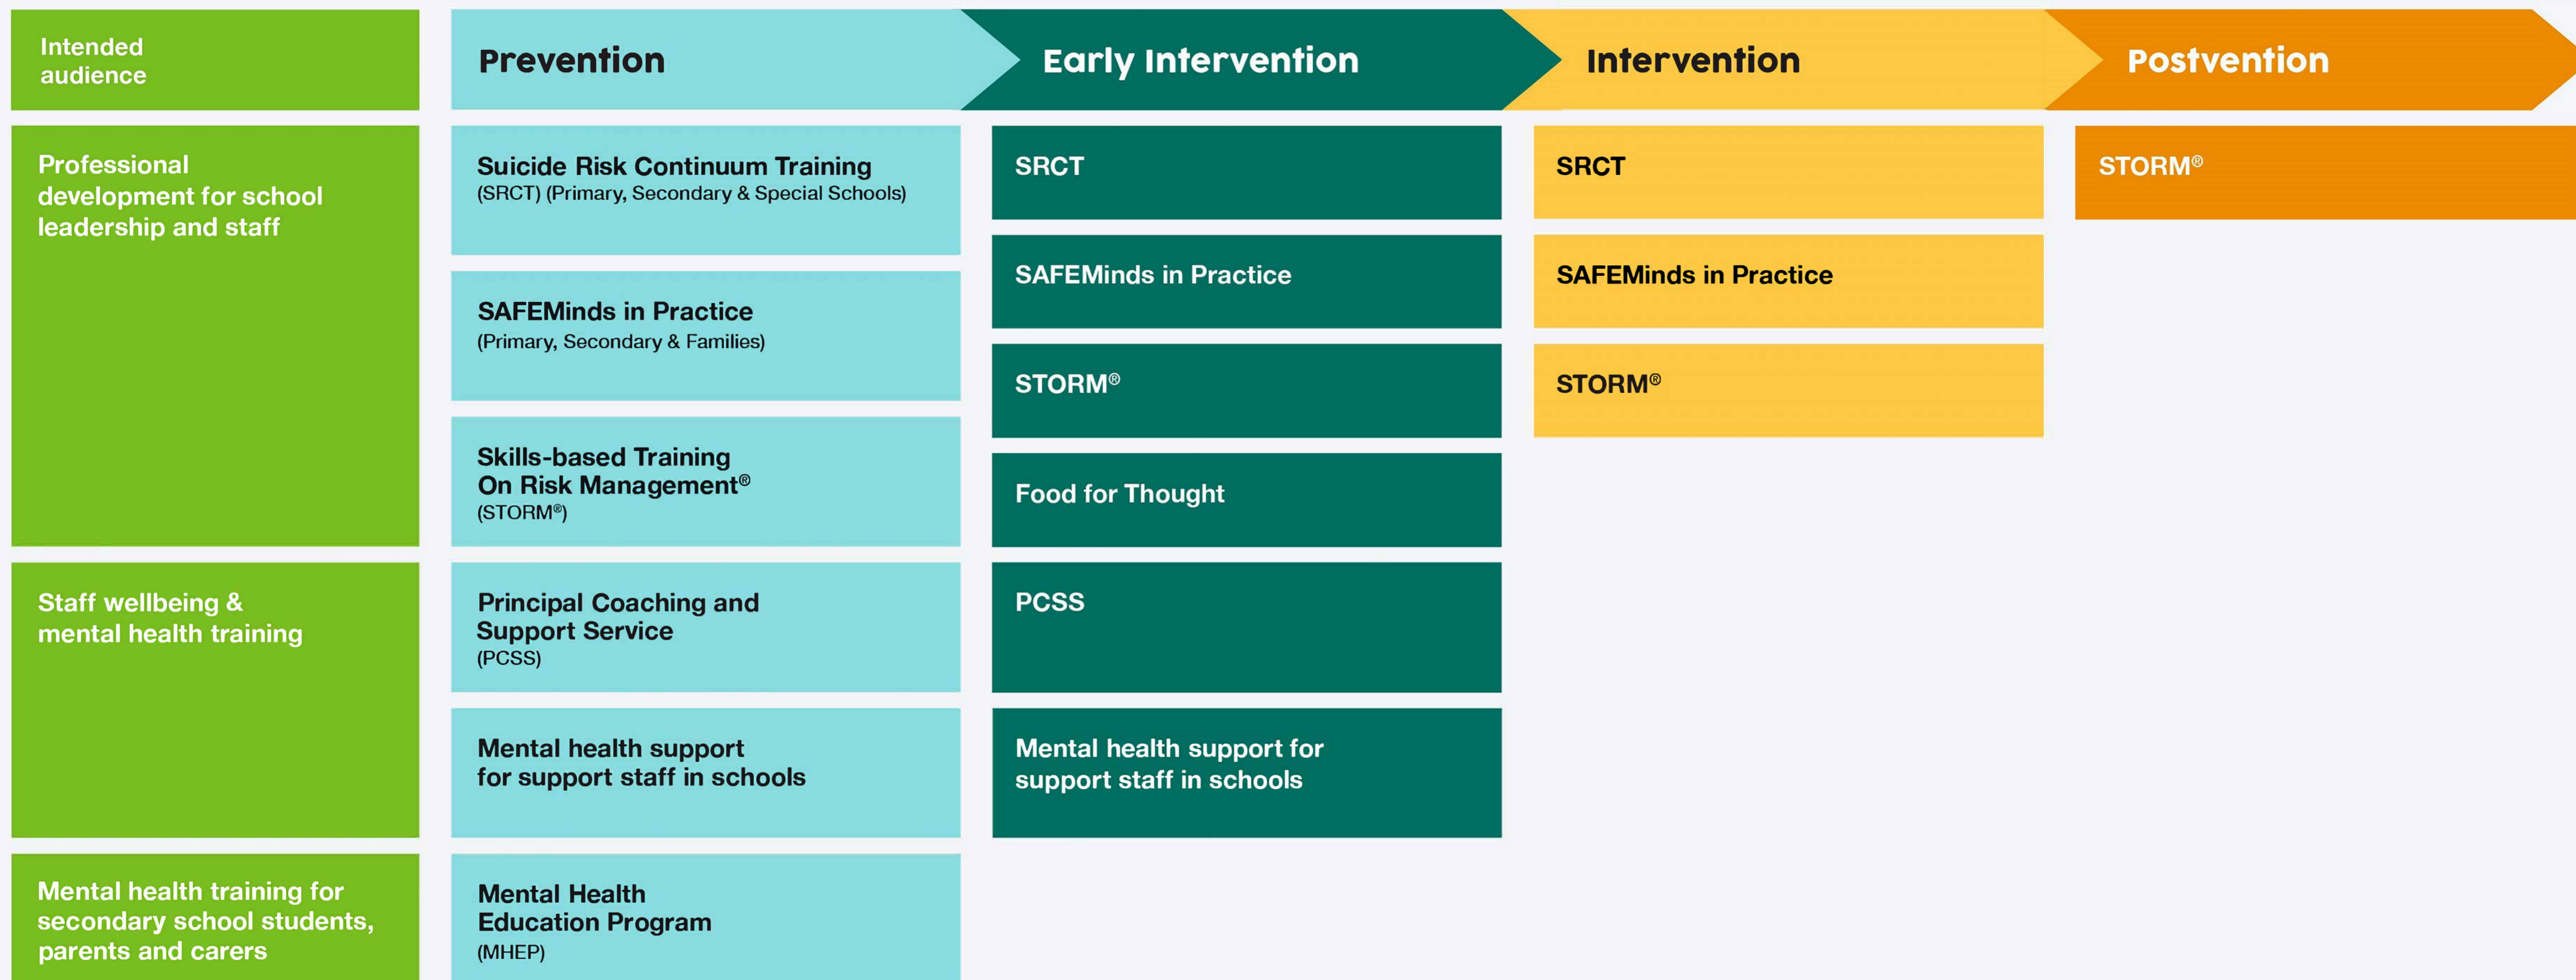 Intended
audience
Prevention
Early Intervention
Intervention
Postvention
Professional
development for school
leadership and staff
Suicide Risk Continuum Training
(SRCT) (Primary, Secondary & Special Schools)
SAFEMinds in Practice
(Primary, Secondary & Families)
Skills-based Training
On Risk Management®
(STORM®)
SRCT
SAFEMinds in Practice
STORM®
Food for Thought
SRCT
SAFEMinds in Practice
STORM®
STORM®
Staff wellbeing &
mental health training
Principal Coaching and
Support Service
(PCSS)
PCSS
Mental health support
for support staff in schools
Mental health support for
support staff in schools
Mental health training for
secondary school students,
parents and carers
Mental Health
Education Program
(MHEP)